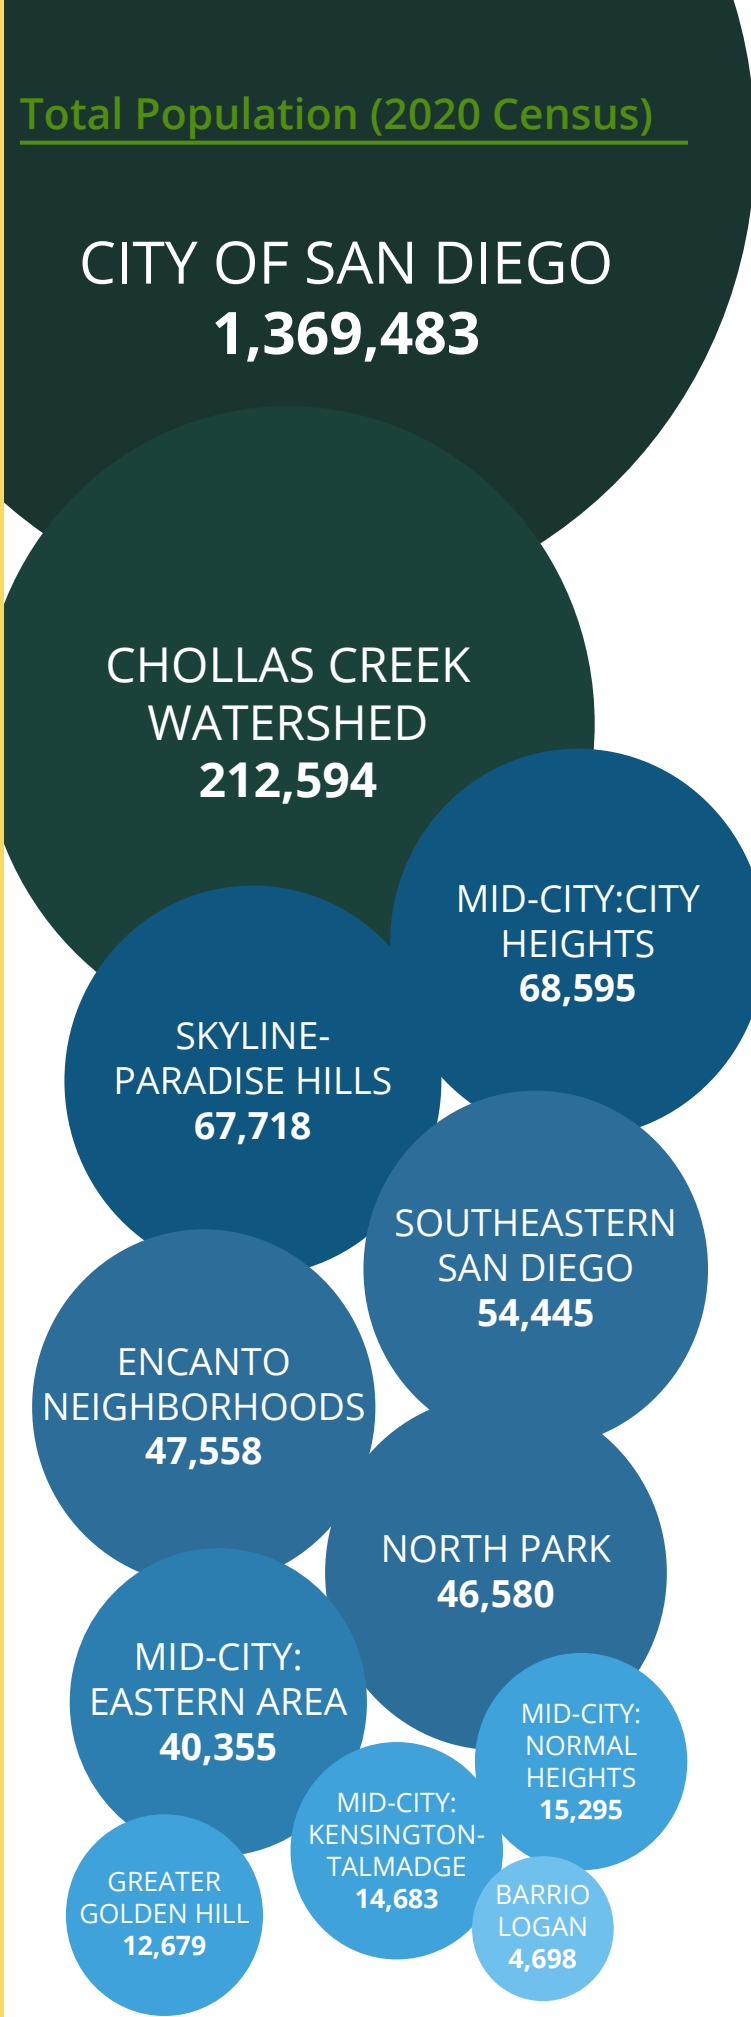 Total Population (2020 Census)
CITY OF SAN DIEGO
1,369,483
CHOLLAS CREEK
WATERSHED
212,594
MID-CITY:CITY
HEIGHTS
68,595
SKYLINE-
PARADISE HILLS
67,718
SOUTHEASTERN
SAN DIEGO
54,445
ENCANTO
NEIGHBORHOODS
47,558
NORTH PARK
46,580
MID-CITY:
EASTERN AREA
40,355
MID-CITY:
NORMAL
HEIGHTS
15,295
MID-CITY:
KENSINGTON-
TALMADGE
14,683
GREATER
GOLDEN HILL
12,679
BARRIO
LOGAN
4,698